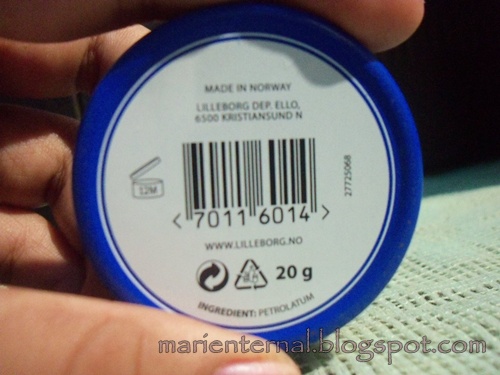 MADE IN NORWAY
LILLEBORG DEP. ELLO,
6500 KRISTIANSUND N
27725068
12M
<7011 6014>
WWW.LILLEBORG.NO
20 g
INGREDIENT: PETROLATUM
marienternal.blogspot.com